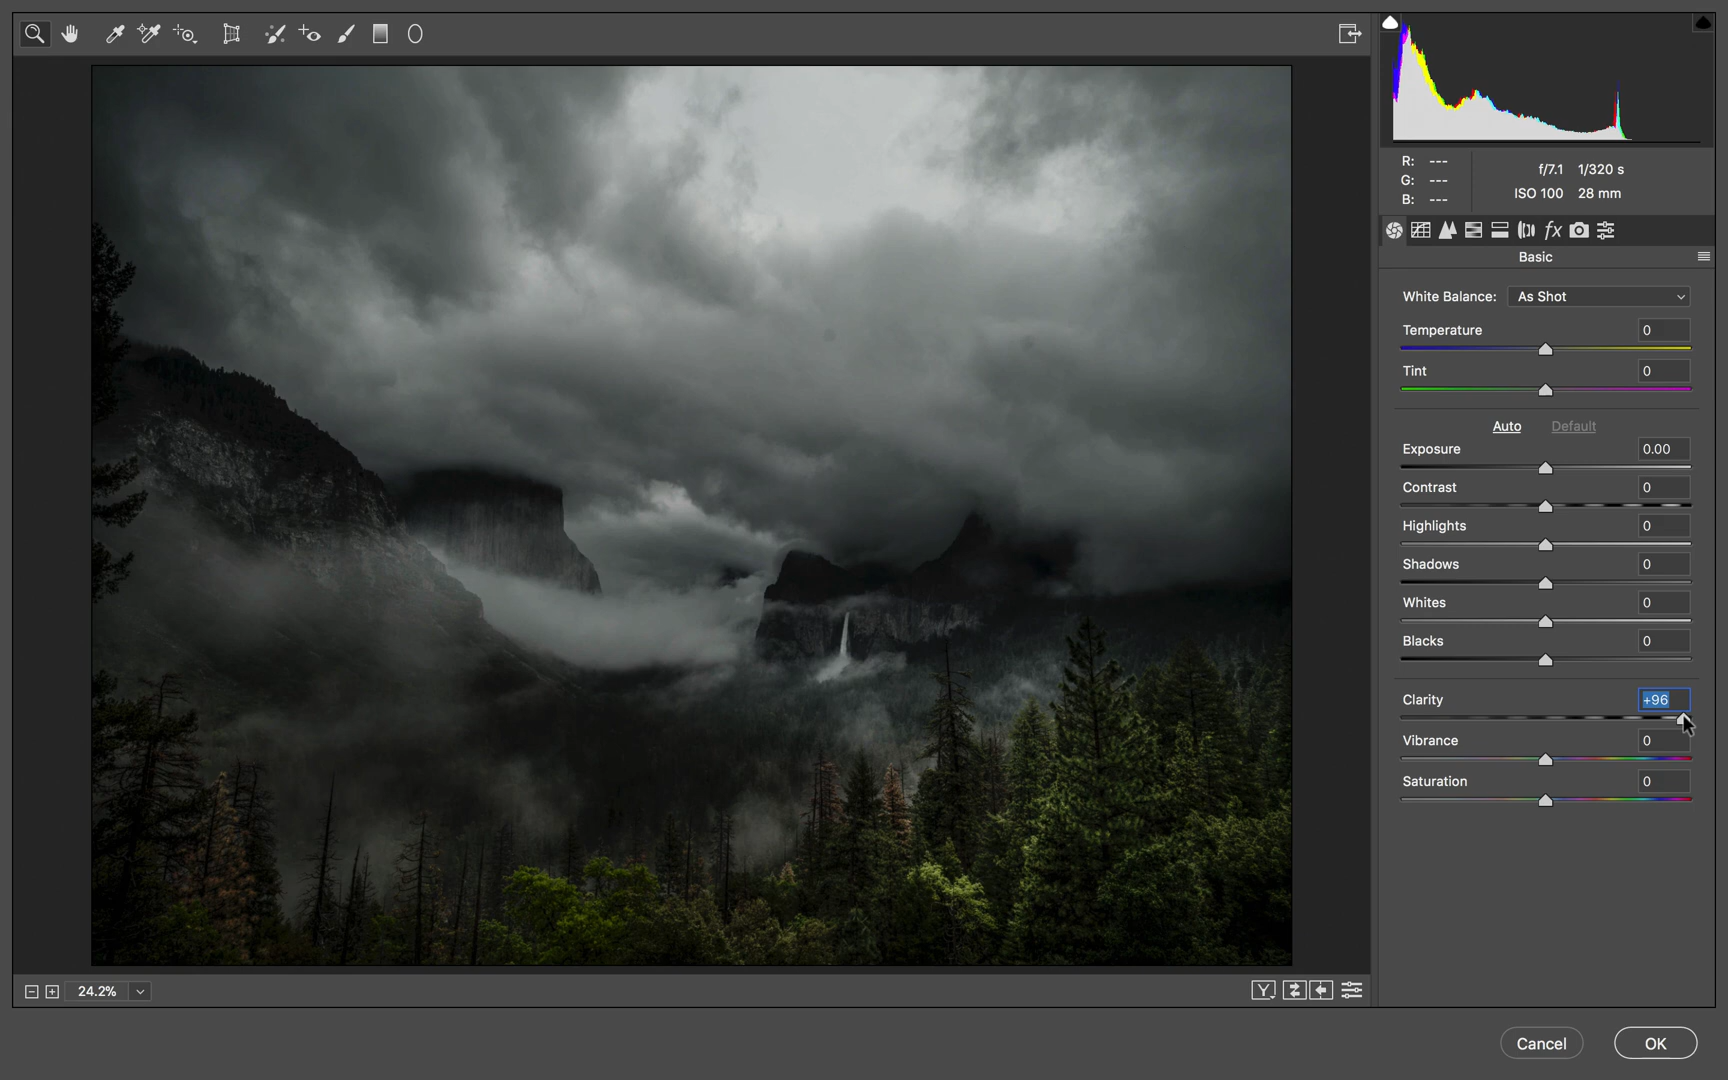 R: ---
G: ---
B: ---
f/7.1 1/320 s
ISO 100 28 mm
fx
Basic
White Balance: As Shot
Temperature 0
Tint 0
Auto Default
Exposure 0.00
Contrast 0
Highlights 0
Shadows 0
Whites 0
Blacks 0
Clarity +96
Vibrance 0
Saturation 0
24.2%
Y
Cancel OK